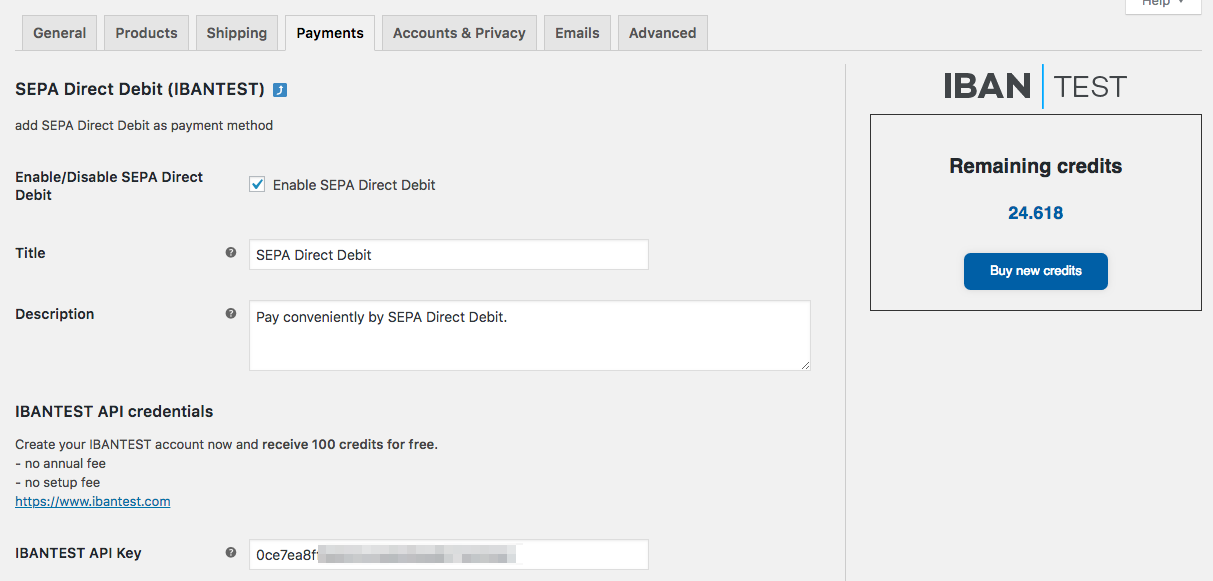 Help
General
Products
Shipping
Payments
Accounts & Privacy
Emails
Advanced
SEPA Direct Debit (IBANTEST)
add SEPA Direct Debit as payment method
Enable/Disable SEPA Direct
Debit
Enable SEPA Direct Debit
Title
SEPA Direct Debit
Description
Pay conveniently by SEPA Direct Debit.
IBANTEST API credentials
Create your IBANTEST account now and receive 100 credits for free.
- no annual fee
- no setup fee
https://www.ibantest.com
IBANTEST API Key
0ce7ea8f
IBAN TEST
Remaining credits
24.618
Buy new credits